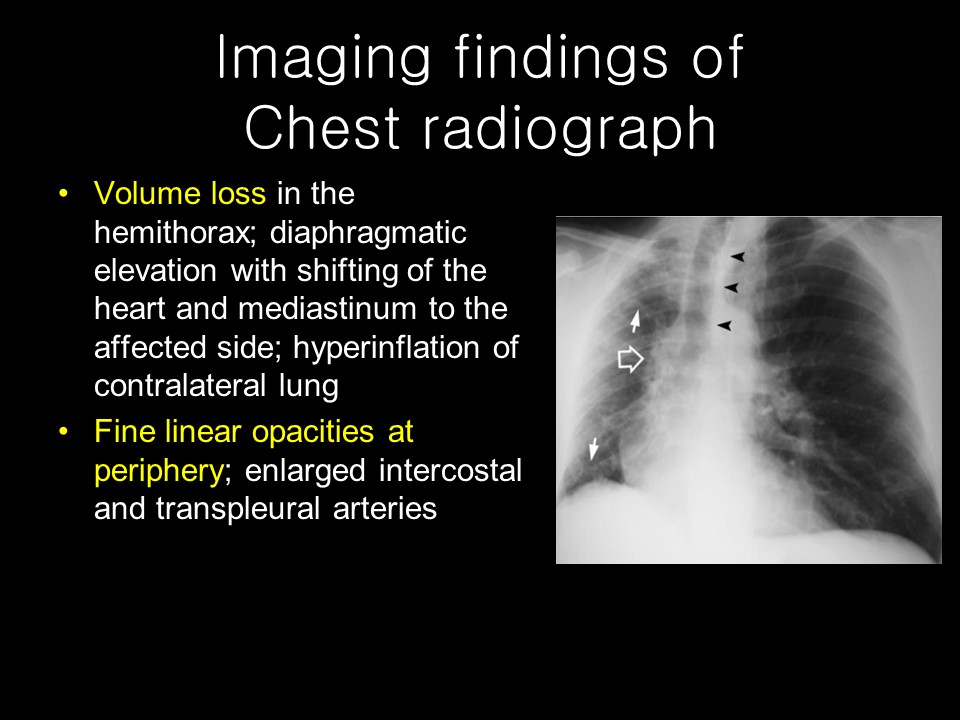 Imaging findings of
Chest radiograph
• Volume loss in the
hemithorax; diaphragmatic
elevation with shifting of the
heart and mediastinum to the
affected side; hyperinflation of
contralateral lung
• Fine linear opacities at
periphery; enlarged intercostal
and transpleural arteries